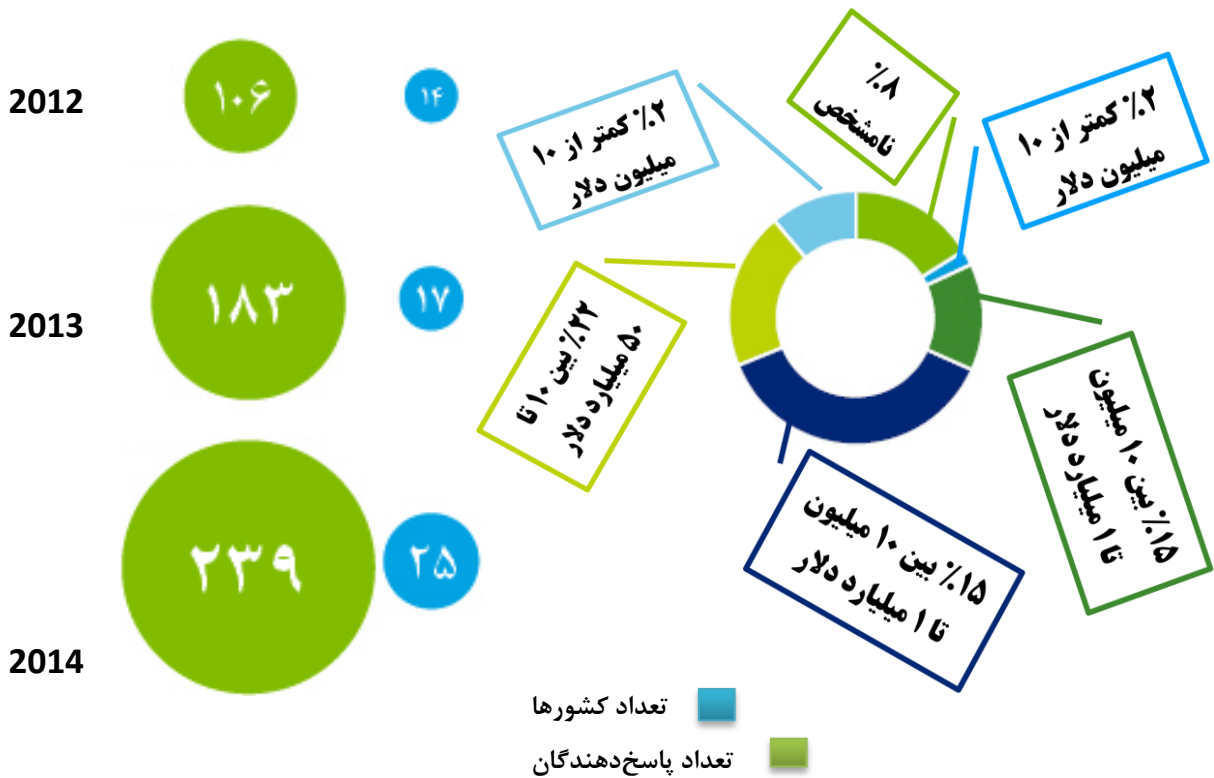 2012
۱۰۶
۱۴
2013
۱۸۳
۱۷
2014
۲۳۹
۲۵
۲٪ کمتر از ۱۰
میلیون دلار
۸٪
نامشخص
۲٪ کمتر از ۱۰
میلیون دلار
۲۲٪ بین ۱۰ تا
۵۰ میلیارد دلار
۱۵٪ بین ۱۰ میلیون
تا ۱ میلیارد دلار
۱۵٪ بین ۱۰ میلیون
تا ۱ میلیارد دلار
تعداد کشورها
تعداد پاسخ‌دهندگان